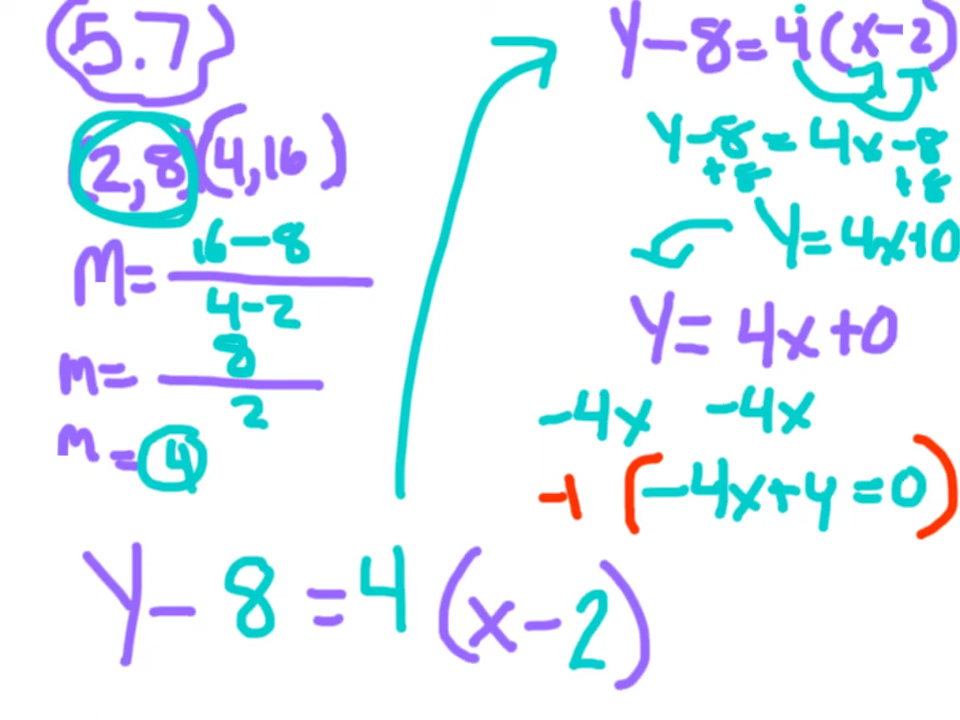 5.7
(2,8)(4,16)
M= 16-8
4-2
m= 8
2
m=4
Y-8=4(x-2)
Y-8=4(x-2)
Y-8=4x-8
+8 +8
Y=4x+0
Y=4x+0
-4x -4x
-1(-4x+y=0)